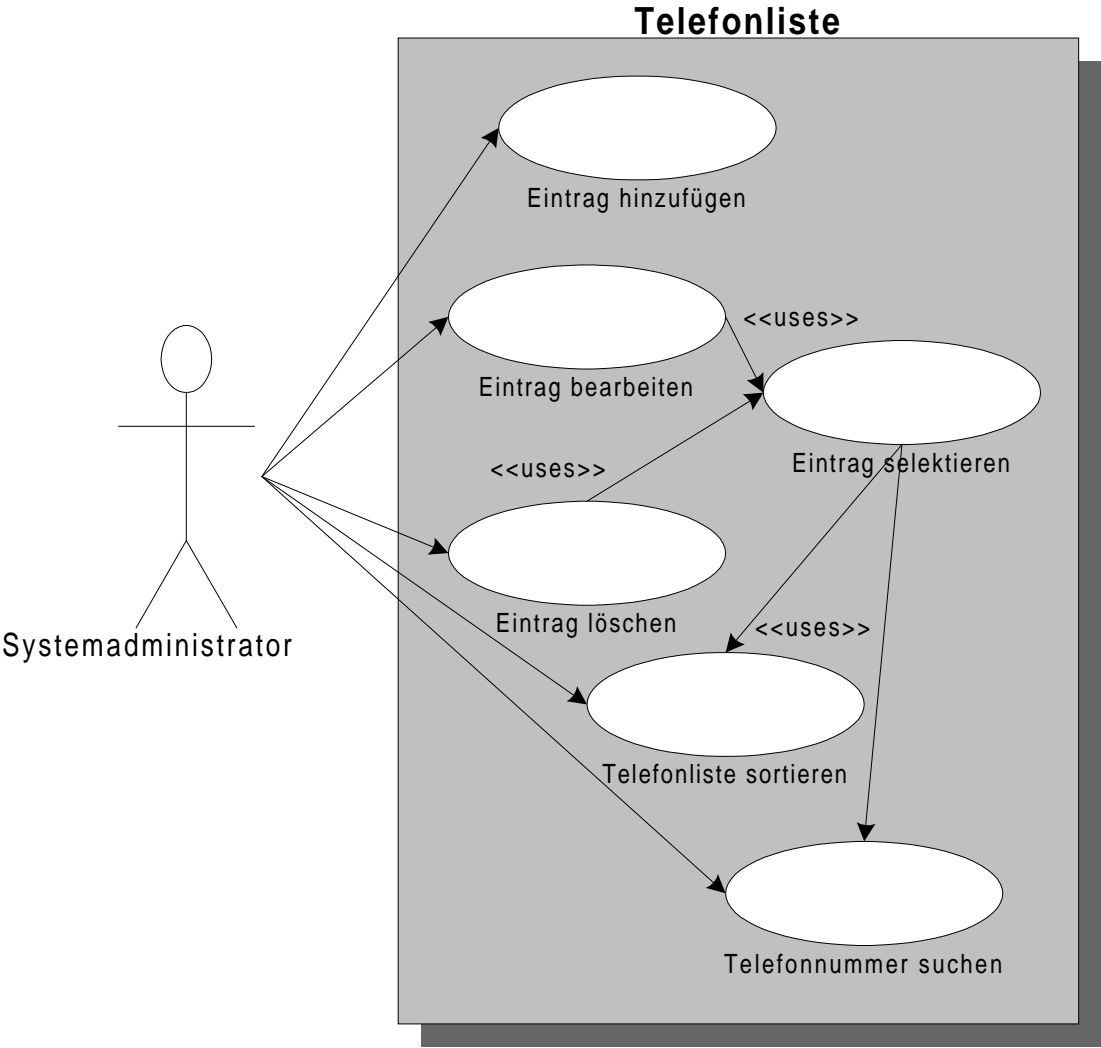 Telefonliste
Eintrag hinzufügen
<<uses>>
Eintrag bearbeiten
Eintrag selektieren
<<uses>>
Eintrag löschen
<<uses>>
Systemadministrator
Telefonliste sortieren
Telefonnummer suchen